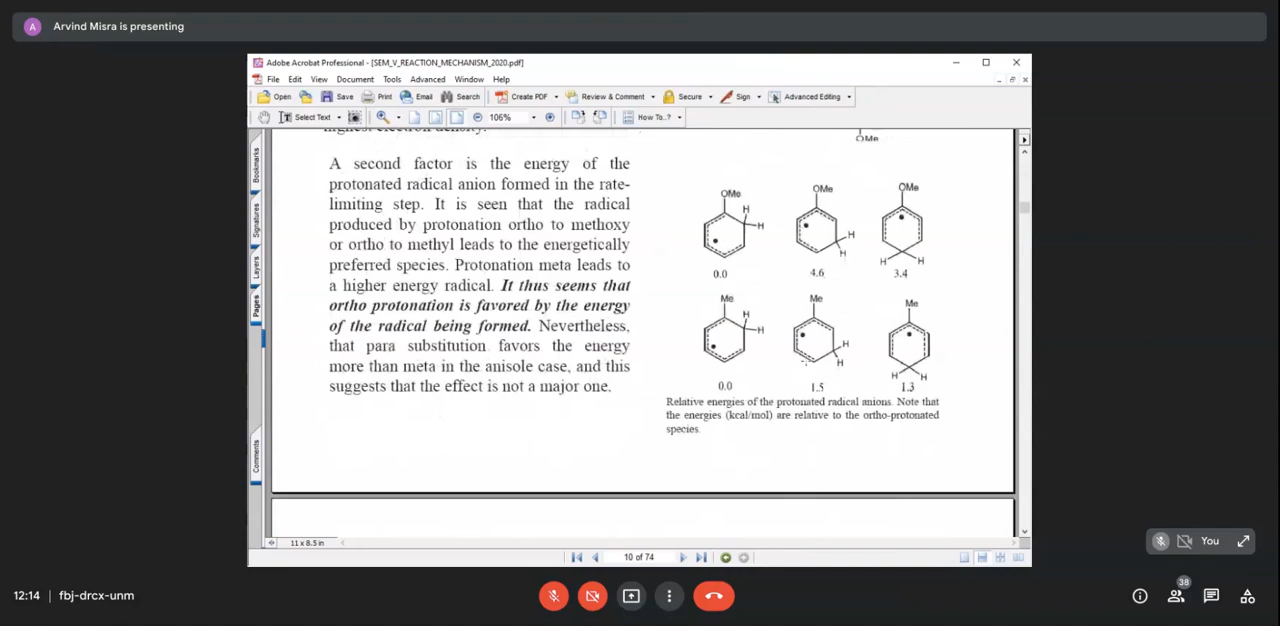 A
Arvind Misra is presenting
Adobe Acrobat Professional - [SEM_V_REACTION_MECHANISM_2020.pdf]
File Edit View Document Tools Advanced Window Help
Open Save Print Email Search Create PDF Review & Comment Secure Sign Advanced Editing
Select Text 106% How To..?
Bookmarks
Signatures
Layers
Pages
Comments
highest electron density.
A second factor is the energy of the
protonated radical anion formed in the rate-
limiting step. It is seen that the radical
produced by protonation ortho to methoxy
or ortho to methyl leads to the energetically
preferred species. Protonation meta leads to
a higher energy radical. It thus seems that
ortho protonation is favored by the energy
of the radical being formed. Nevertheless,
that para substitution favors the energy
more than meta in the anisole case, and this
suggests that the effect is not a major one.
OMe
OMe OMe OMe
H H H H H H
0.0 4.6 3.4
Me Me Me
H H H H H H
0.0 1.5 1.3
Relative energies of the protonated radical anions. Note that
the energies (kcal/mol) are relative to the ortho-protonated
species.
11 x 8.5 in
10 of 74
You
12:14 | fbj-drcx-unm
38